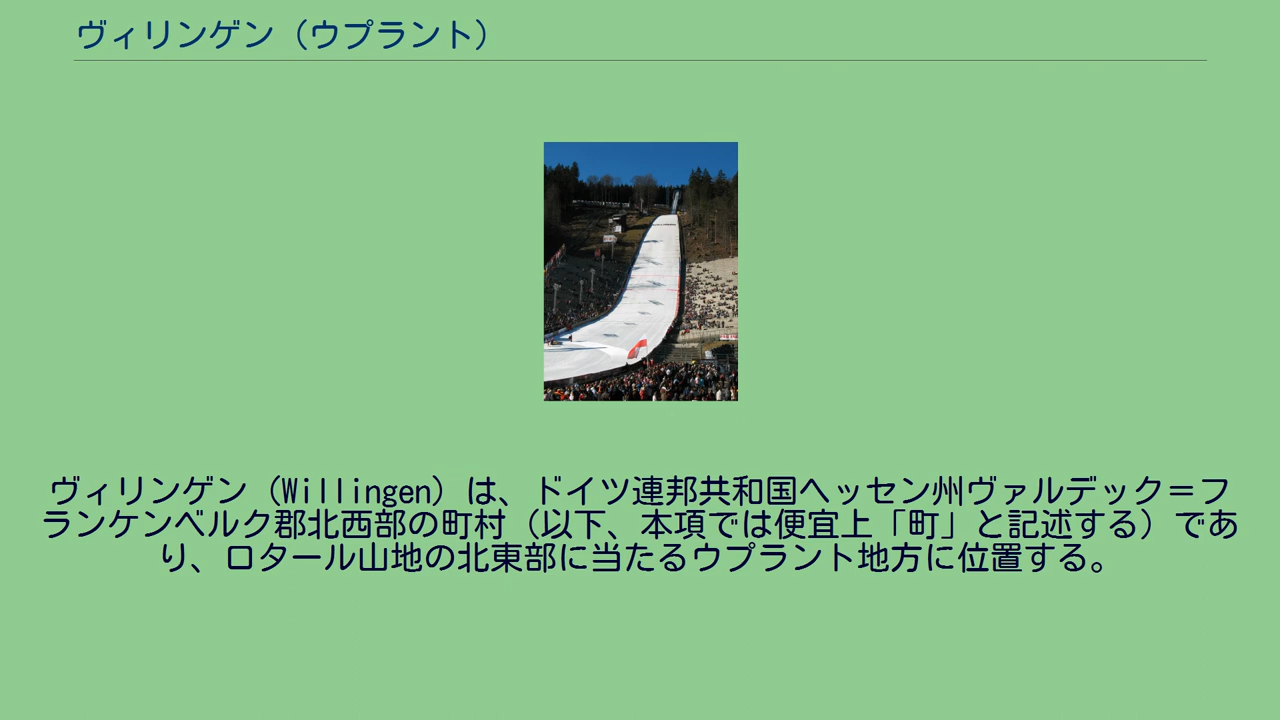 ヴィリンゲン（ウプラント）
ヴィリンゲン（Willingen）は、ドイツ連邦共和国ヘッセン州ヴァルデック＝フ
ランケンベルク郡北西部の町村（以下、本項では便宜上「町」と記述する）であ
り、ロタール山地の北東部に当たるウプラント地方に位置する。